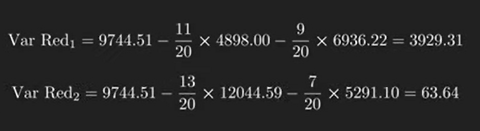 Var Red₁ = 9744.51 − 11/20 × 4898.00 − 9/20 × 6936.22 = 3929.31
Var Red₂ = 9744.51 − 13/20 × 12044.59 − 7/20 × 5291.10 = 63.64